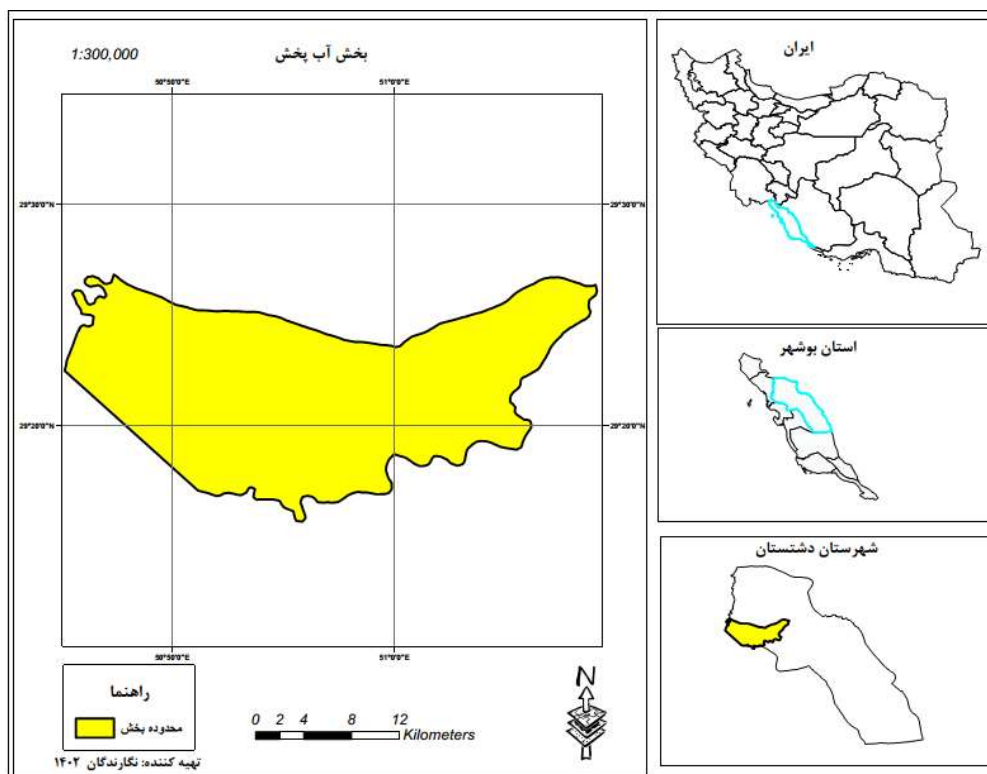 بخش آب پخش
1:300,000
50°50'0"E
51°0'0"E
29°30'0"N
29°30'0"N
29°20'0"N
29°20'0"N
50°50'0"E
51°0'0"E
راهنما
محدوده بخش
تهیه کننده: نگارندگان ۱۴۰۲
0 2 4 8 12
Kilometers
N
ایران
استان بوشهر
شهرستان دشتستان